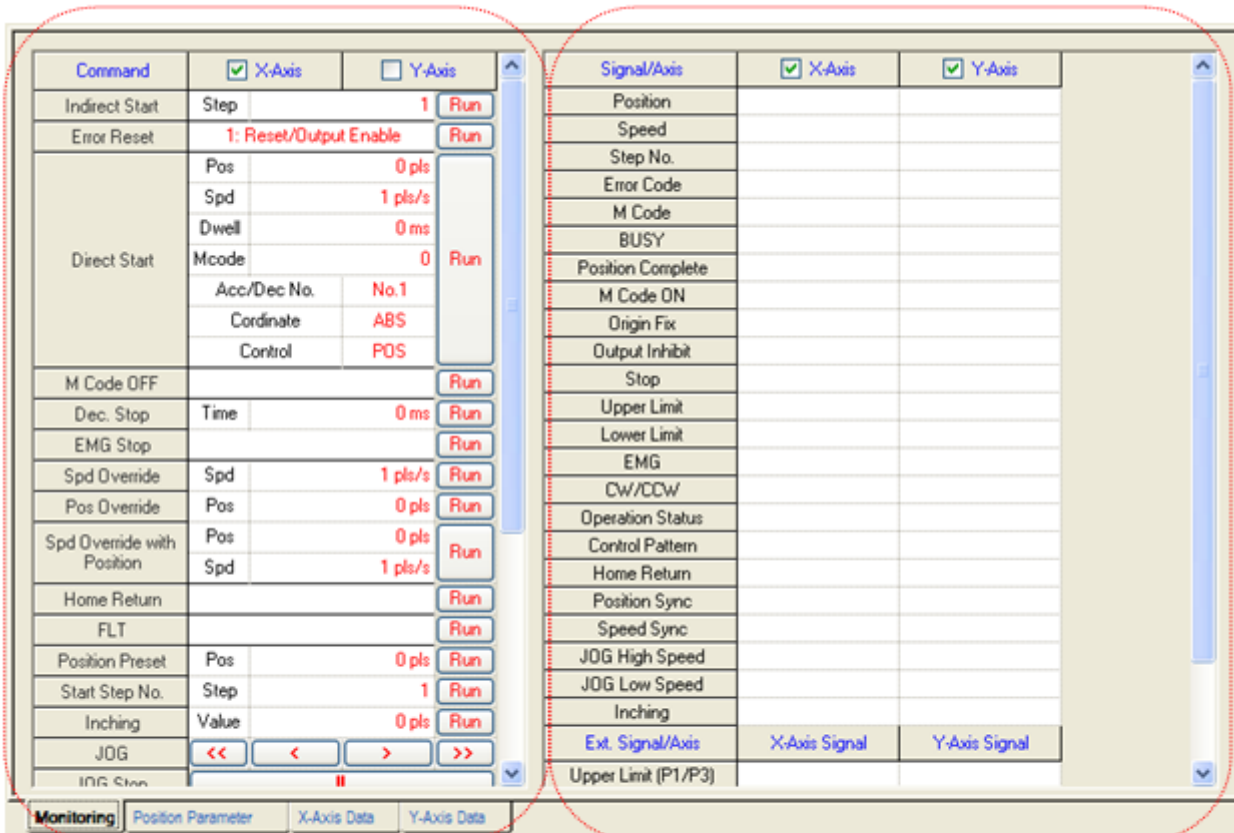 Command X-Axis Y-Axis
Indirect Start Step 1 Run
Error Reset 1: Reset/Output Enable Run
Direct Start Run
Pos 0 pls
Spd 1 pls/s
Dwell 0 ms
Mcode 0
Acc/Dec No. No.1
Cordinate ABS
Control POS
M Code OFF Run
Dec. Stop Time 0 ms Run
EMG Stop Run
Spd Override Spd 1 pls/s Run
Pos Override Pos 0 pls Run
Spd Override with
Position
Pos 0 pls
Spd 1 pls/s
Run
Home Return Run
FLT Run
Position Preset Pos 0 pls Run
Start Step No. Step 1 Run
Inching Value 0 pls Run
JOG << < > >>
JOG Stop II
Signal/Axis X-Axis Y-Axis
Position
Speed
Step No.
Error Code
M Code
BUSY
Position Complete
M Code ON
Origin Fix
Output Inhibit
Stop
Upper Limit
Lower Limit
EMG
CW/CCW
Operation Status
Control Pattern
Home Return
Position Sync
Speed Sync
JOG High Speed
JOG Low Speed
Inching
Ext. Signal/Axis X-Axis Signal Y-Axis Signal
Upper Limit (P1/P3)
Monitoring Position Parameter X-Axis Data Y-Axis Data